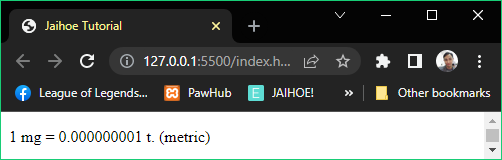 Jaihoe Tutorial
127.0.0.1:5500/index.h...
League of Legends...
PawHub
JAIHOE!
Other bookmarks
1 mg = 0.000000001 t. (metric)